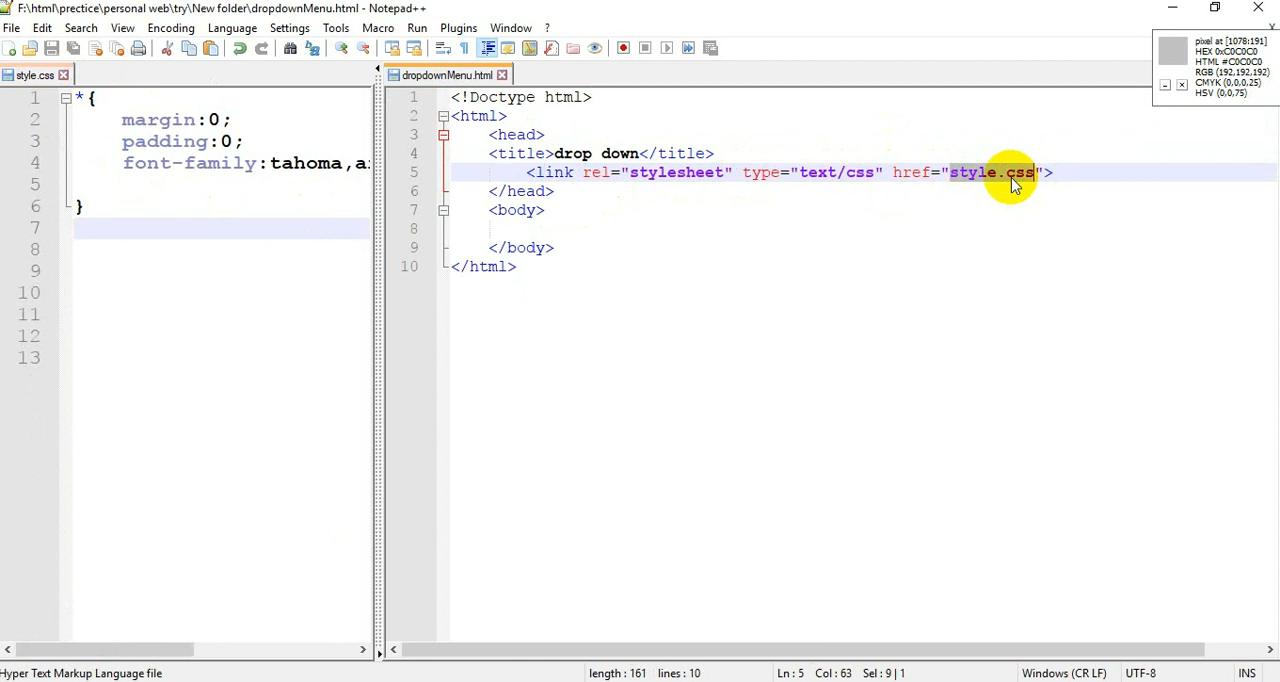 F:\html\prectice\personal web\try\New folder\dropdownMenu.html - Notepad++
File Edit Search View Encoding Language Settings Tools Macro Run Plugins Window ?
X
pixel at [1078:191]
HEX 0xC0C0C0
HTML #C0C0C0
RGB (192,192,192)
CMYK (0,0,0,25)
HSV (0,0,75)
style.css
1 *{
2 margin:0;
3 padding:0;
4 font-family:tahoma,a
5
6 }
7
8
9
10
11
12
13
dropdownMenu.html
1 <!Doctype html>
2 <html>
3 <head>
4 <title>drop down</title>
5 <link rel="stylesheet" type="text/css" href="style.css">
6 </head>
7 <body>
8
9 </body>
10 </html>
Hyper Text Markup Language file length : 161 lines : 10 Ln : 5 Col : 63 Sel : 9 | 1 Windows (CR LF) UTF-8 INS